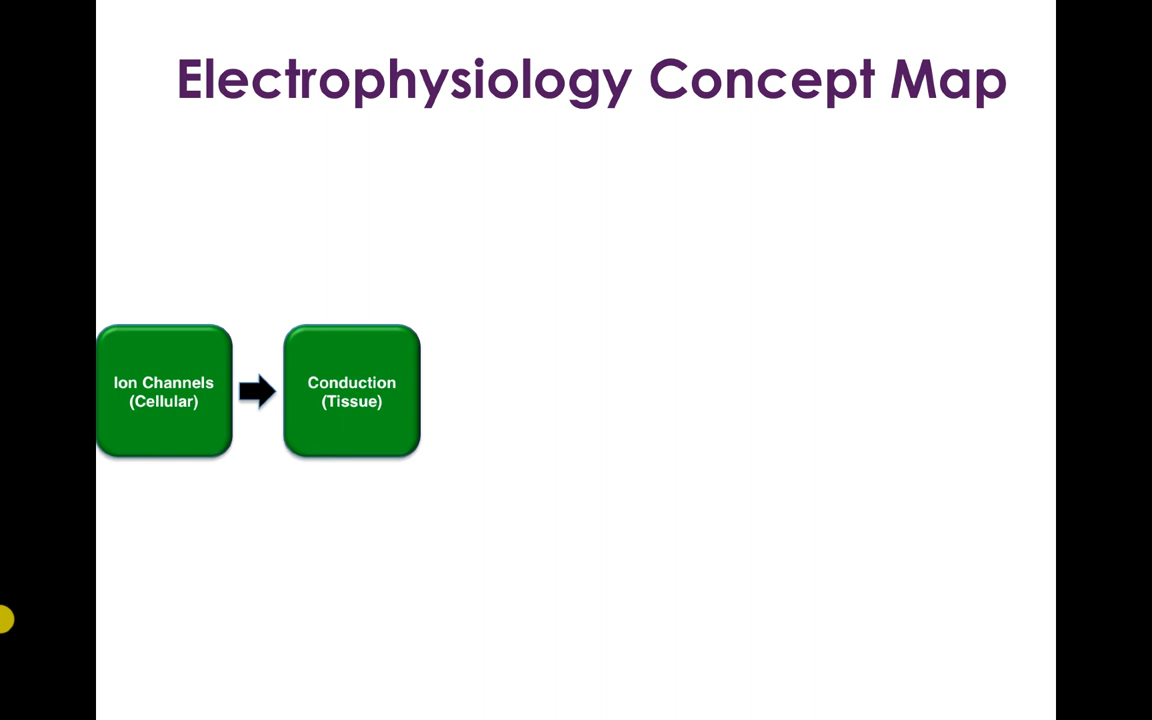 Electrophysiology Concept Map
Ion Channels
(Cellular)
Conduction
(Tissue)